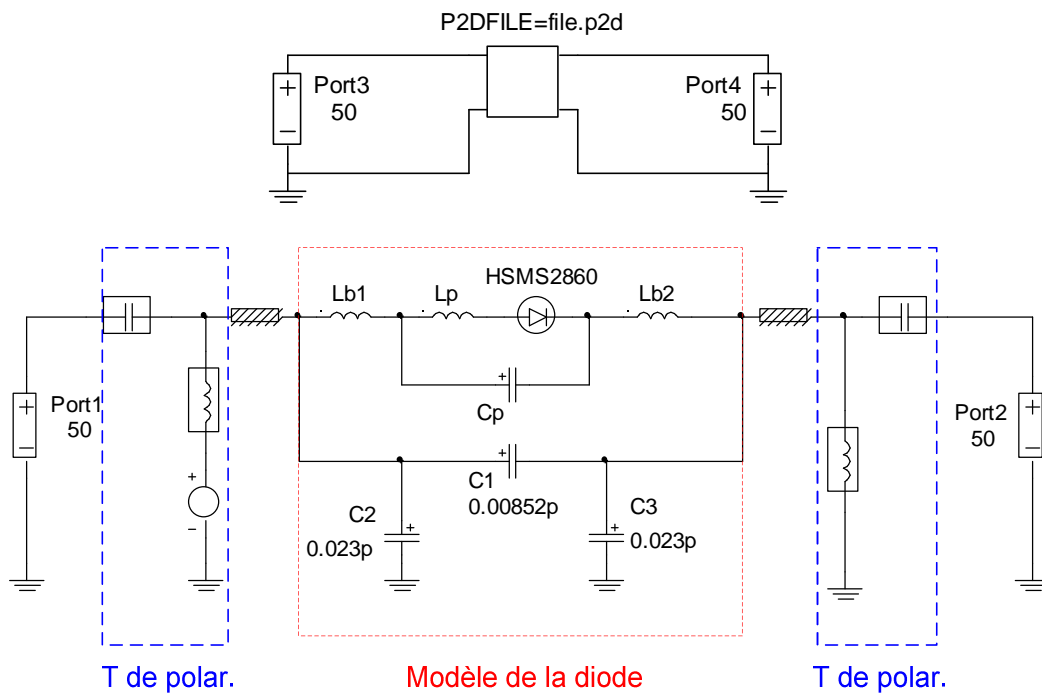 P2DFILE=file.p2d
Port3
50
Port4
50
HSMS2860
Lb1
Lp
Lb2
Cp
Port1
50
Port2
50
C1
0.00852p
C2
0.023p
C3
0.023p
T de polar.
Modèle de la diode
T de polar.